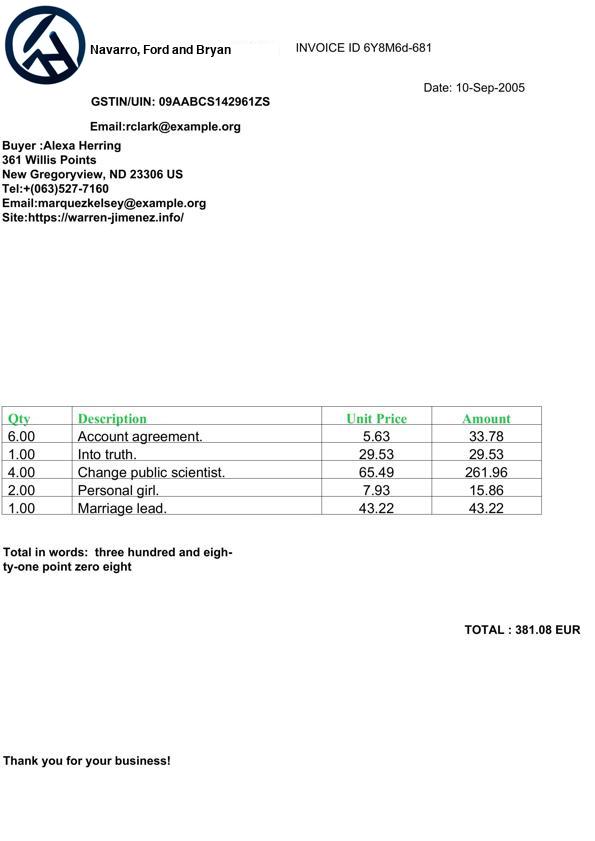 Navarro, Ford and Bryan
INVOICE ID 6Y8M6d-681
Date: 10-Sep-2005
GSTIN/UIN: 09AABCS142961ZS
Email:rclark@example.org
Buyer :Alexa Herring
361 Willis Points
New Gregoryview, ND 23306 US
Tel:+(063)527-7160
Email:marquezkelsey@example.org
Site:https://warren-jimenez.info/
Qty Description Unit Price Amount
6.00 Account agreement. 5.63 33.78
1.00 Into truth. 29.53 29.53
4.00 Change public scientist. 65.49 261.96
2.00 Personal girl. 7.93 15.86
1.00 Marriage lead. 43.22 43.22
Total in words: three hundred and eigh-
ty-one point zero eight
TOTAL : 381.08 EUR
Thank you for your business!